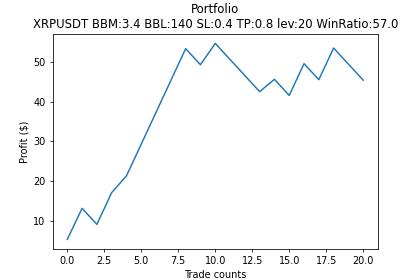 Portfolio
XRPUSDT BBM:3.4 BBL:140 SL:0.4 TP:0.8 lev:20 WinRatio:57.0
50
40
30
20
10
Profit ($)
0.0 2.5 5.0 7.5 10.0 12.5 15.0 17.5 20.0
Trade counts